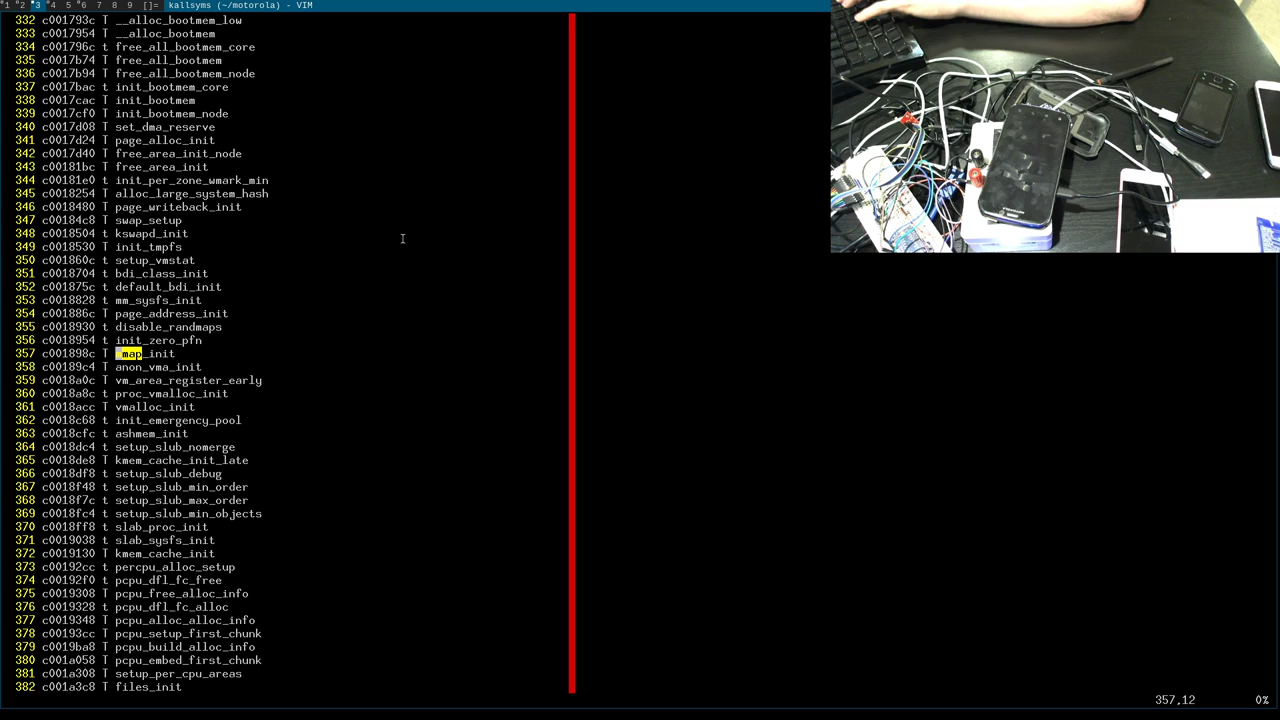 1 2 3 4 5 6 7 8 9 []= kallsyms (~/motorola) - VIM
332 c001793c T __alloc_bootmem_low
333 c0017954 T __alloc_bootmem
334 c001796c t free_all_bootmem_core
335 c0017b74 T free_all_bootmem
336 c0017b94 T free_all_bootmem_node
337 c0017bac t init_bootmem_core
338 c0017cac T init_bootmem
339 c0017cf0 T init_bootmem_node
340 c0017d08 T set_dma_reserve
341 c0017d24 T page_alloc_init
342 c0017d40 T free_area_init_node
343 c00181bc T free_area_init
344 c00181e0 t init_per_zone_wmark_min
345 c0018254 T alloc_large_system_hash
346 c0018480 T page_writeback_init
347 c00184c8 T swap_setup
348 c0018504 t kswapd_init
349 c0018530 T init_tmpfs
350 c001860c t setup_vmstat
351 c0018704 t bdi_class_init
352 c001875c t default_bdi_init
353 c0018828 t mm_sysfs_init
354 c001886c T page_address_init
355 c0018930 t disable_randmaps
356 c0018954 t init_zero_pfn
357 c001898c T mmap_init
358 c00189c4 T anon_vma_init
359 c0018a0c T vm_area_register_early
360 c0018a8c t proc_vmalloc_init
361 c0018acc T vmalloc_init
362 c0018c68 t init_emergency_pool
363 c0018cfc t ashmem_init
364 c0018dc4 t setup_slub_nomerge
365 c0018de8 T kmem_cache_init_late
366 c0018df8 t setup_slub_debug
367 c0018f48 t setup_slub_min_order
368 c0018f7c t setup_slub_max_order
369 c0018fc4 t setup_slub_min_objects
370 c0018ff8 t slab_proc_init
371 c0019038 t slab_sysfs_init
372 c0019130 T kmem_cache_init
373 c00192cc t percpu_alloc_setup
374 c00192f0 t pcpu_dfl_fc_free
375 c0019308 T pcpu_free_alloc_info
376 c0019328 t pcpu_dfl_fc_alloc
377 c0019348 T pcpu_alloc_alloc_info
378 c00193cc T pcpu_setup_first_chunk
379 c0019ba8 T pcpu_build_alloc_info
380 c001a058 T pcpu_embed_first_chunk
381 c001a308 T setup_per_cpu_areas
382 c001a3c8 T files_init
357,12 0%